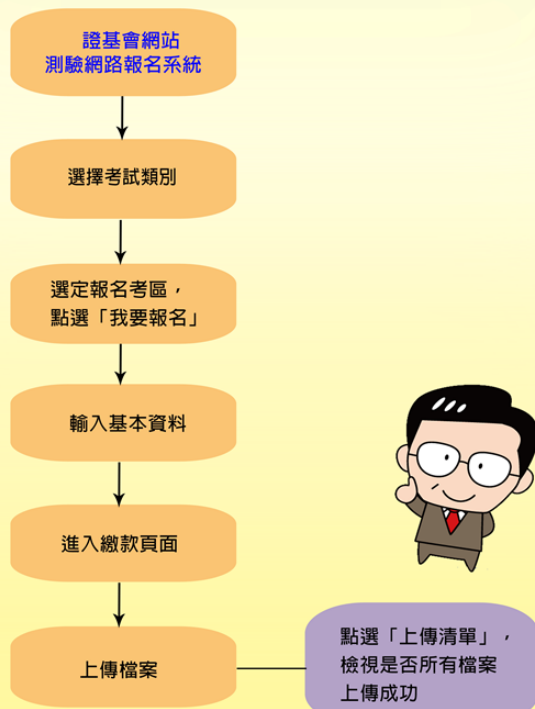 證基會網站
測驗網路報名系統
選擇考試類別
選定報名考區，
點選「我要報名」
輸入基本資料
進入繳款頁面
上傳檔案
點選「上傳清單」，
檢視是否所有檔案
上傳成功